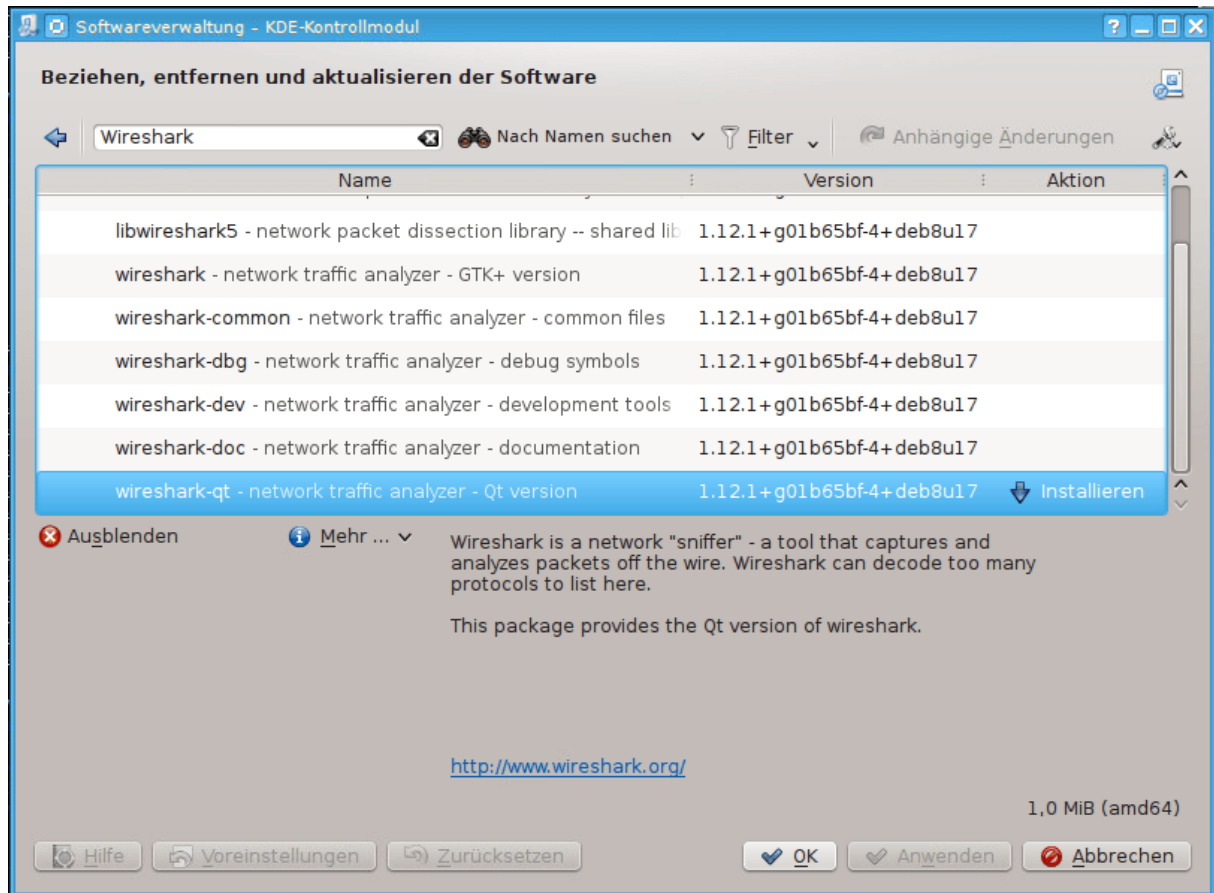 Softwareverwaltung – KDE-Kontrollmodul
Beziehen, entfernen und aktualisieren der Software
Wireshark Nach Namen suchen Filter Anhängige Änderungen
Name Version Aktion
libwireshark5 - network packet dissection library -- shared lib 1.12.1+g01b65bf-4+deb8u17
wireshark - network traffic analyzer - GTK+ version 1.12.1+g01b65bf-4+deb8u17
wireshark-common - network traffic analyzer - common files 1.12.1+g01b65bf-4+deb8u17
wireshark-dbg - network traffic analyzer - debug symbols 1.12.1+g01b65bf-4+deb8u17
wireshark-dev - network traffic analyzer - development tools 1.12.1+g01b65bf-4+deb8u17
wireshark-doc - network traffic analyzer - documentation 1.12.1+g01b65bf-4+deb8u17
wireshark-qt - network traffic analyzer - Qt version 1.12.1+g01b65bf-4+deb8u17 Installieren
Ausblenden Mehr ...
Wireshark is a network "sniffer" - a tool that captures and
analyzes packets off the wire. Wireshark can decode too many
protocols to list here.
This package provides the Qt version of wireshark.
http://www.wireshark.org/
1,0 MiB (amd64)
Hilfe Voreinstellungen Zurücksetzen OK Anwenden Abbrechen